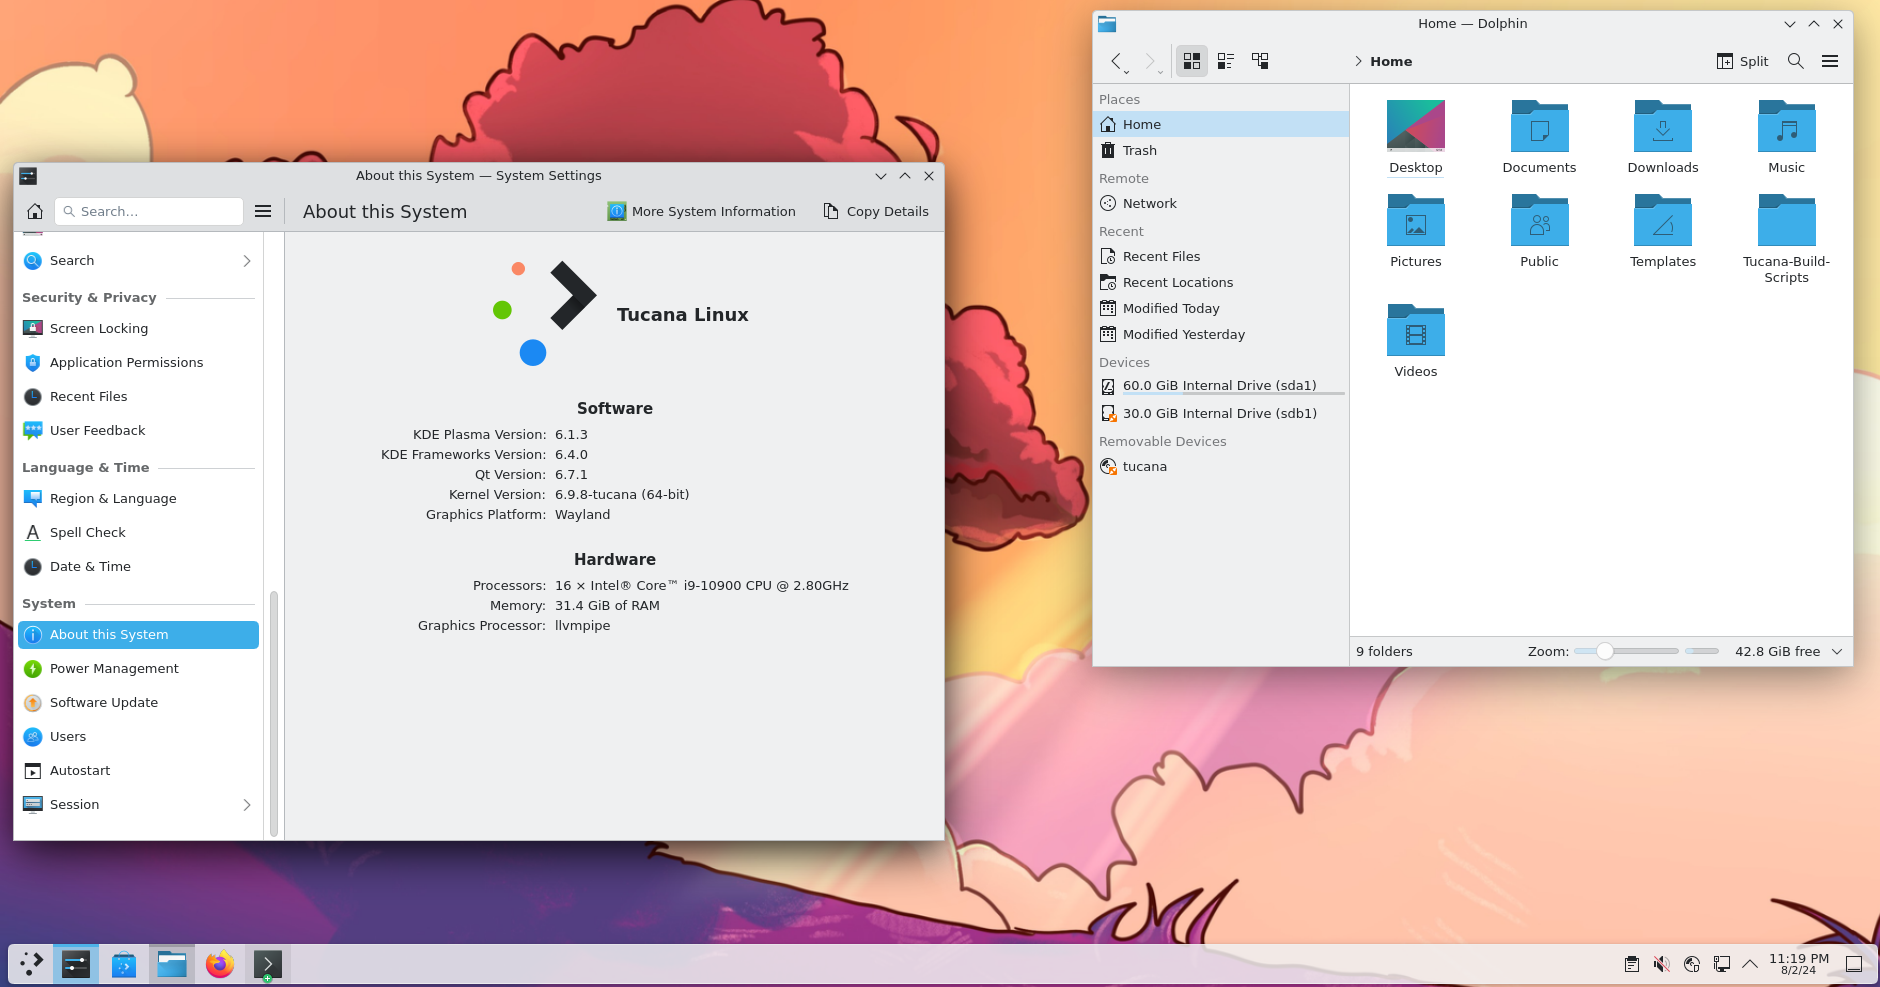 About this System — System Settings
Search...
About this System
More System Information
Copy Details
Search
Security & Privacy
Screen Locking
Application Permissions
Recent Files
User Feedback
Language & Time
Region & Language
Spell Check
Date & Time
System
About this System
Power Management
Software Update
Users
Autostart
Session
Tucana Linux
Software
KDE Plasma Version: 6.1.3
KDE Frameworks Version: 6.4.0
Qt Version: 6.7.1
Kernel Version: 6.9.8-tucana (64-bit)
Graphics Platform: Wayland
Hardware
Processors: 16 × Intel® Core™ i9-10900 CPU @ 2.80GHz
Memory: 31.4 GiB of RAM
Graphics Processor: llvmpipe
Home — Dolphin
Home
Split
Places
Home
Trash
Remote
Network
Recent
Recent Files
Recent Locations
Modified Today
Modified Yesterday
Devices
60.0 GiB Internal Drive (sda1)
30.0 GiB Internal Drive (sdb1)
Removable Devices
tucana
Desktop
Documents
Downloads
Music
Pictures
Public
Templates
Tucana-Build-
Scripts
Videos
9 folders
Zoom:
42.8 GiB free
11:19 PM
8/2/24